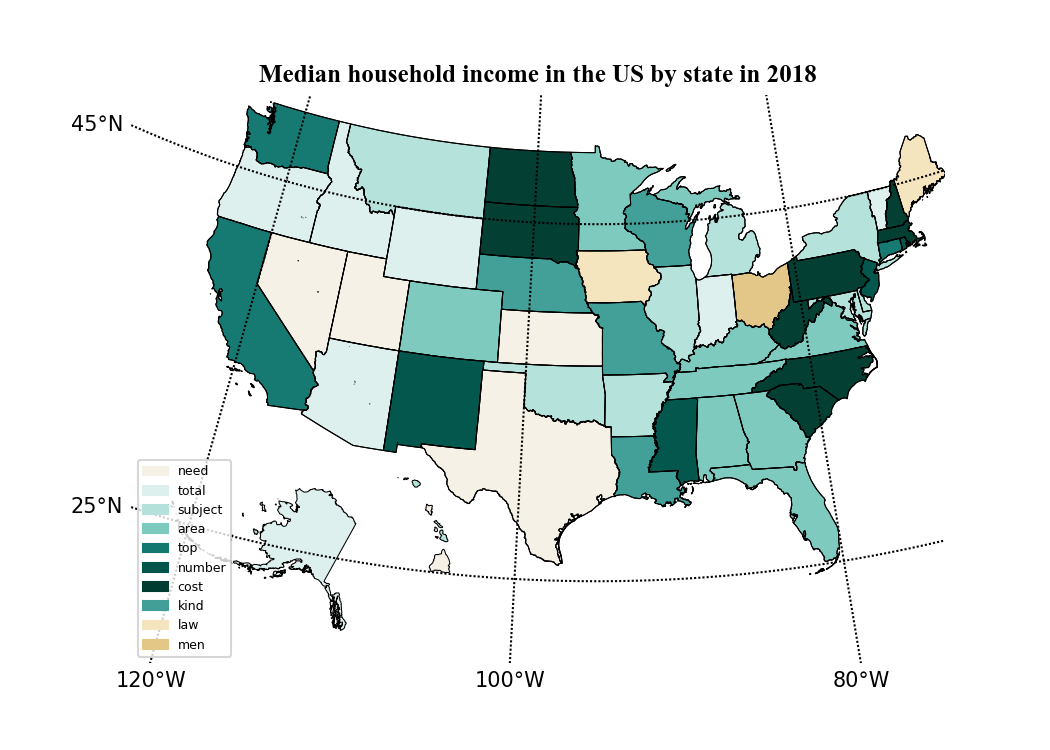 Median household income in the US by state in 2018
45°N
25°N
need
total
subject
area
top
number
cost
kind
law
men
120°W
100°W
80°W